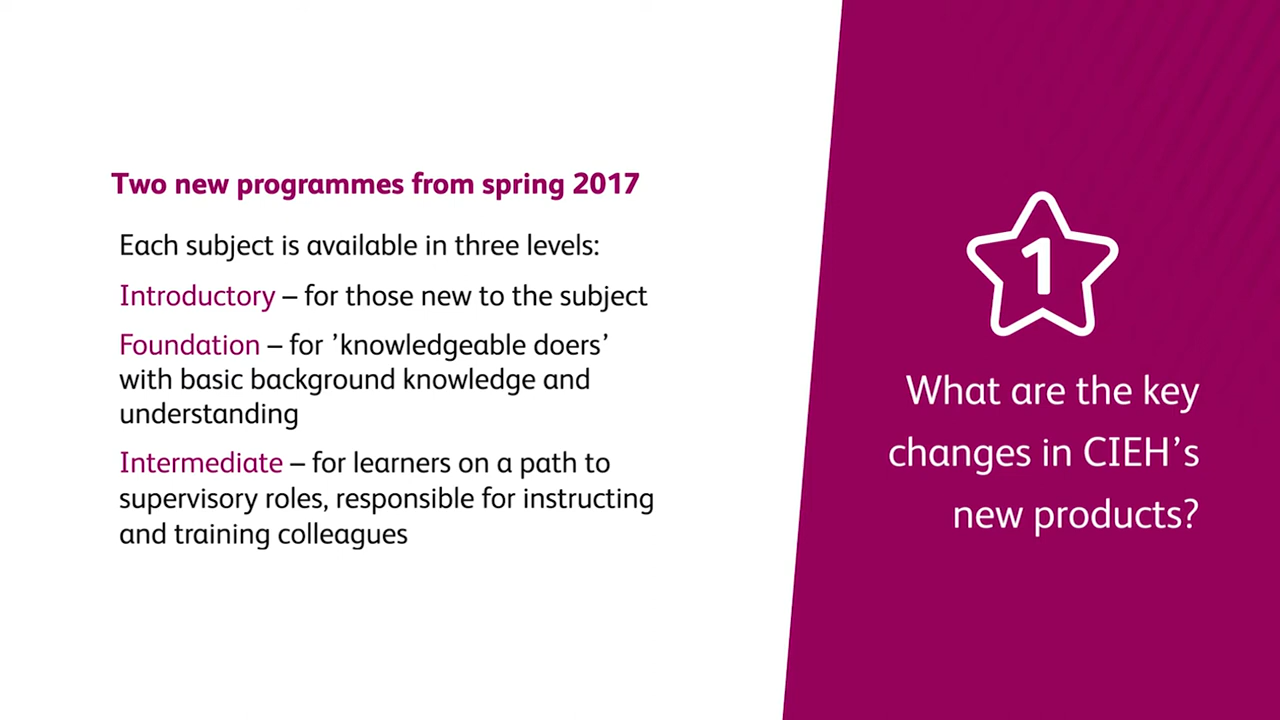 Two new programmes from spring 2017
Each subject is available in three levels:
Introductory – for those new to the subject
Foundation – for ’knowledgeable doers’
with basic background knowledge and
understanding
Intermediate – for learners on a path to
supervisory roles, responsible for instructing
and training colleagues
1
What are the key
changes in CIEH’s
new products?